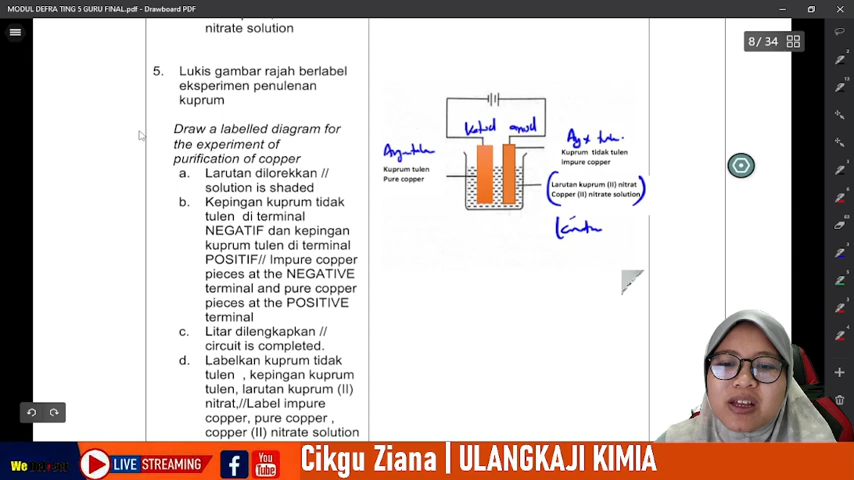 MODUL DEFRA TING 5 GURU FINAL.pdf - Drawboard PDF
8 / 34
nitrate solution
5. Lukis gambar rajah berlabel
eksperimen penulenan
kuprum
Draw a labelled diagram for
the experiment of
purification of copper
a. Larutan dilorekkan //
solution is shaded
b. Kepingan kuprum tidak
tulen di terminal
NEGATIF dan kepingan
kuprum tulen di terminal
POSITIF// Impure copper
pieces at the NEGATIVE
terminal and pure copper
pieces at the POSITIVE
terminal
c. Litar dilengkapkan //
circuit is completed.
d. Labelkan kuprum tidak
tulen , kepingan kuprum
tulen, larutan kuprum (II)
nitrat,//Label impure
copper, pure copper ,
copper (II) nitrate solution
katod anod
Ag tulen
Kuprum tulen
Pure copper
Ag x tulen
Kuprum tidak tulen
Impure copper
Larutan kuprum (II) nitrat
Copper (II) nitrate solution
LIVE STREAMING
You
Tube
Cikgu Ziana | ULANGKAJI KIMIA